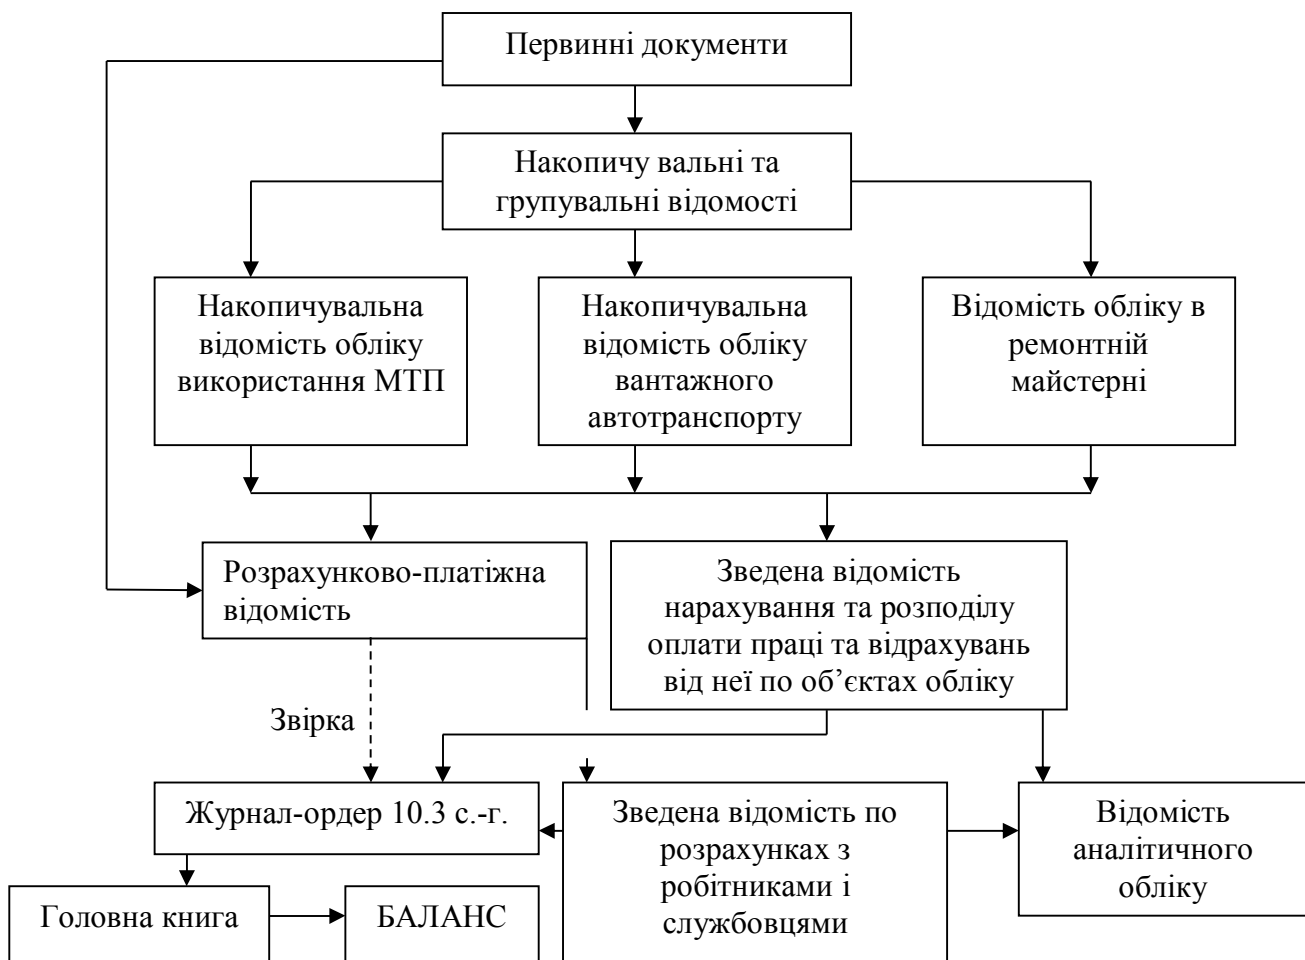 Первинні документи
Накопичу вальні та
групувальні відомості
Накопичувальна
відомість обліку
використання МТП
Накопичувальна
відомість обліку
вантажного
автотранспорту
Відомість обліку в
ремонтній
майстерні
Розрахунково-платіжна
відомість
Зведена відомість
нарахування та розподілу
оплати праці та відрахувань
від неї по об’єктах обліку
Звірка
Журнал-ордер 10.3 с.-г.
Зведена відомість по
розрахунках з
робітниками і
службовцями
Відомість
аналітичного
обліку
Головна книга
БАЛАНС